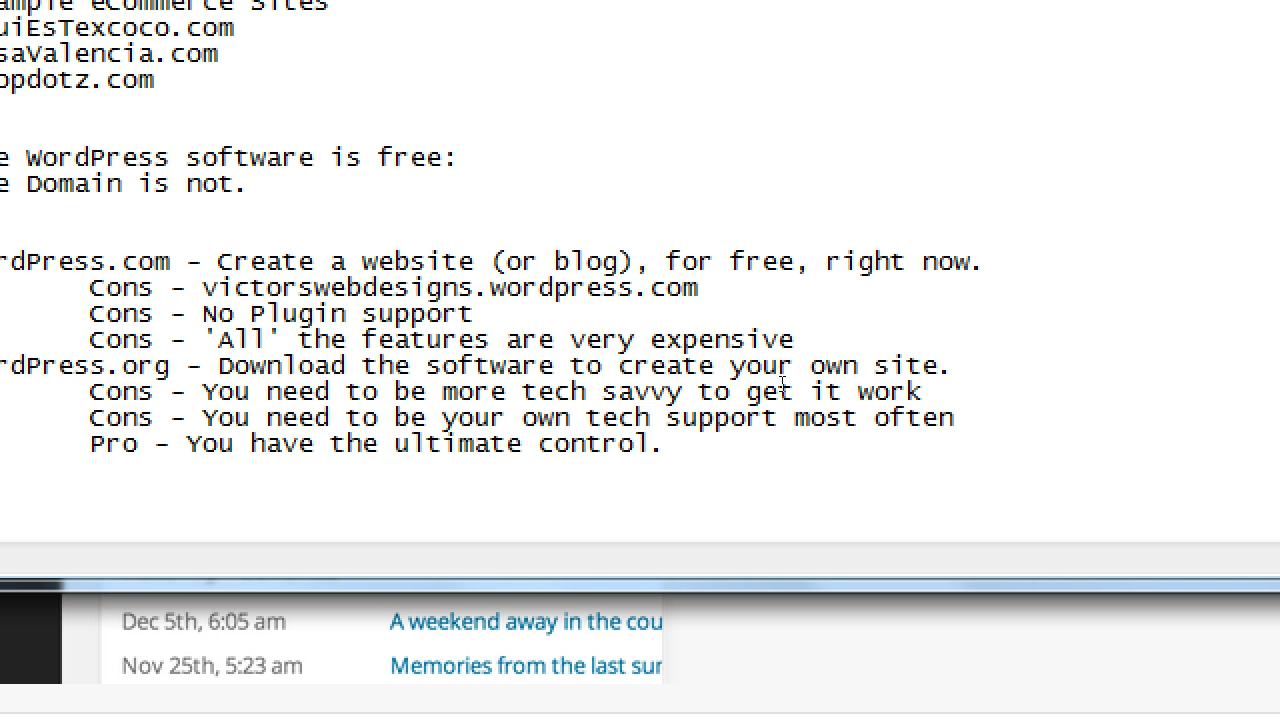 ample eCommerce Sites
uiEsTexcoco.com
saValencia.com
opdotz.com
e WordPress software is free:
e Domain is not.
rdPress.com - Create a website (or blog), for free, right now.
Cons - victorswebdesigns.wordpress.com
Cons - No Plugin support
Cons - 'All' the features are very expensive
rdPress.org - Download the software to create your own site.
Cons - You need to be more tech savvy to get it work
Cons - You need to be your own tech support most often
Pro - You have the ultimate control.
Dec 5th, 6:05 am A weekend away in the cou
Nov 25th, 5:23 am Memories from the last sur